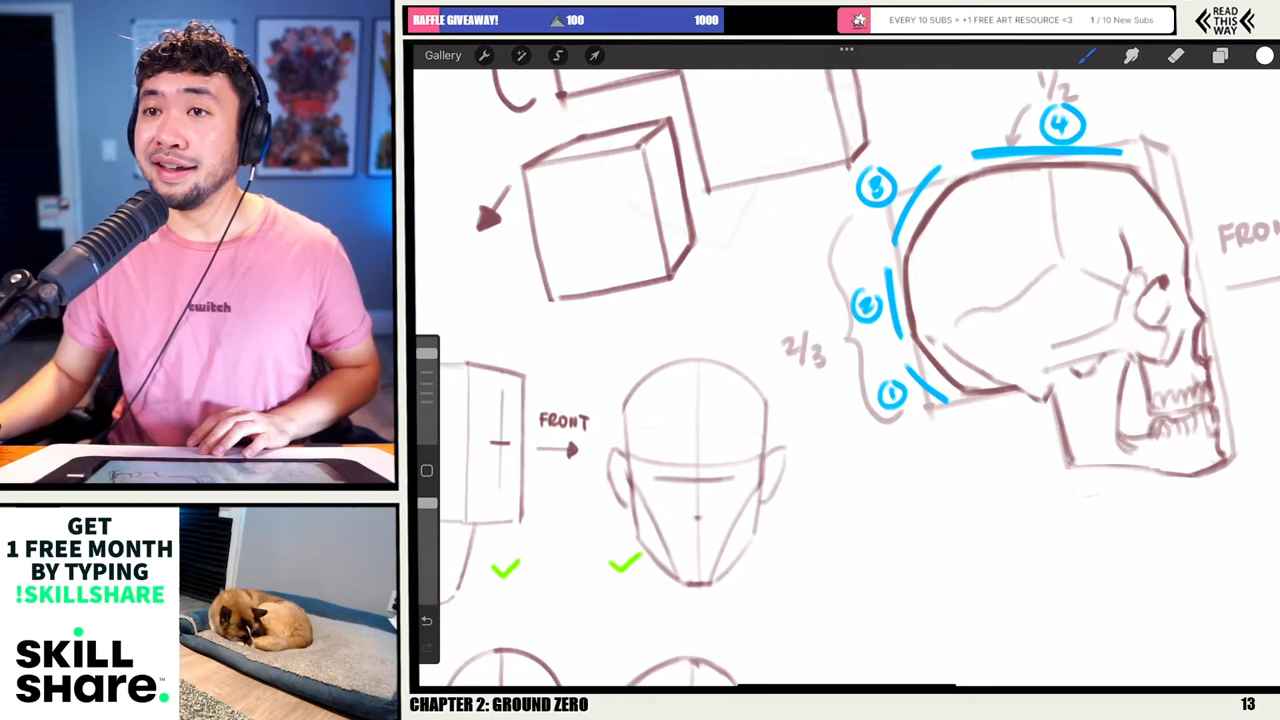 RAFFLE GIVEAWAY!
100
1000
EVERY 10 SUBS = +1 FREE ART RESOURCE <3
1 / 10 New Subs
READ
THIS
WAY
Gallery
1/2
4
3
2
1
2/3
FRONT
twitch
GET
1 FREE MONTH
BY TYPING
!SKILLSHARE
SKILL
SHARE.
CHAPTER 2: GROUND ZERO
13